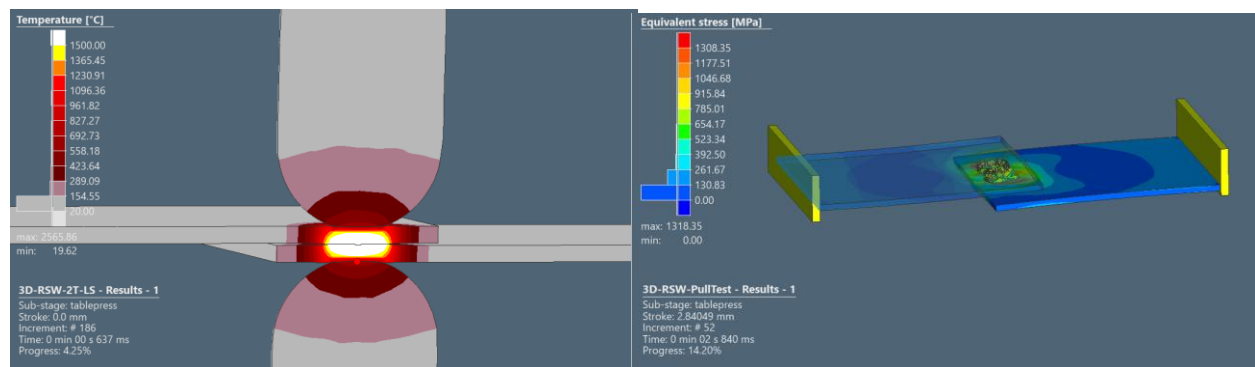 Temperature [°C]
1500.00
1365.45
1230.91
1096.36
961.82
827.27
692.73
558.18
423.64
289.09
154.55
20.00
max: 2565.86
min: 19.62
3D-RSW-2T-LS - Results - 1
Sub-stage: tablepress
Stroke: 0.0 mm
Increment: # 186
Time: 0 min 00 s 637 ms
Progress: 4.25%
Equivalent stress [MPa]
1308.35
1177.51
1046.68
915.84
785.01
654.17
523.34
392.50
261.67
130.83
0.00
max: 1318.35
min: 0.00
3D-RSW-PullTest - Results - 1
Sub-stage: tablepress
Stroke: 2.84049 mm
Increment: # 52
Time: 0 min 02 s 840 ms
Progress: 14.20%